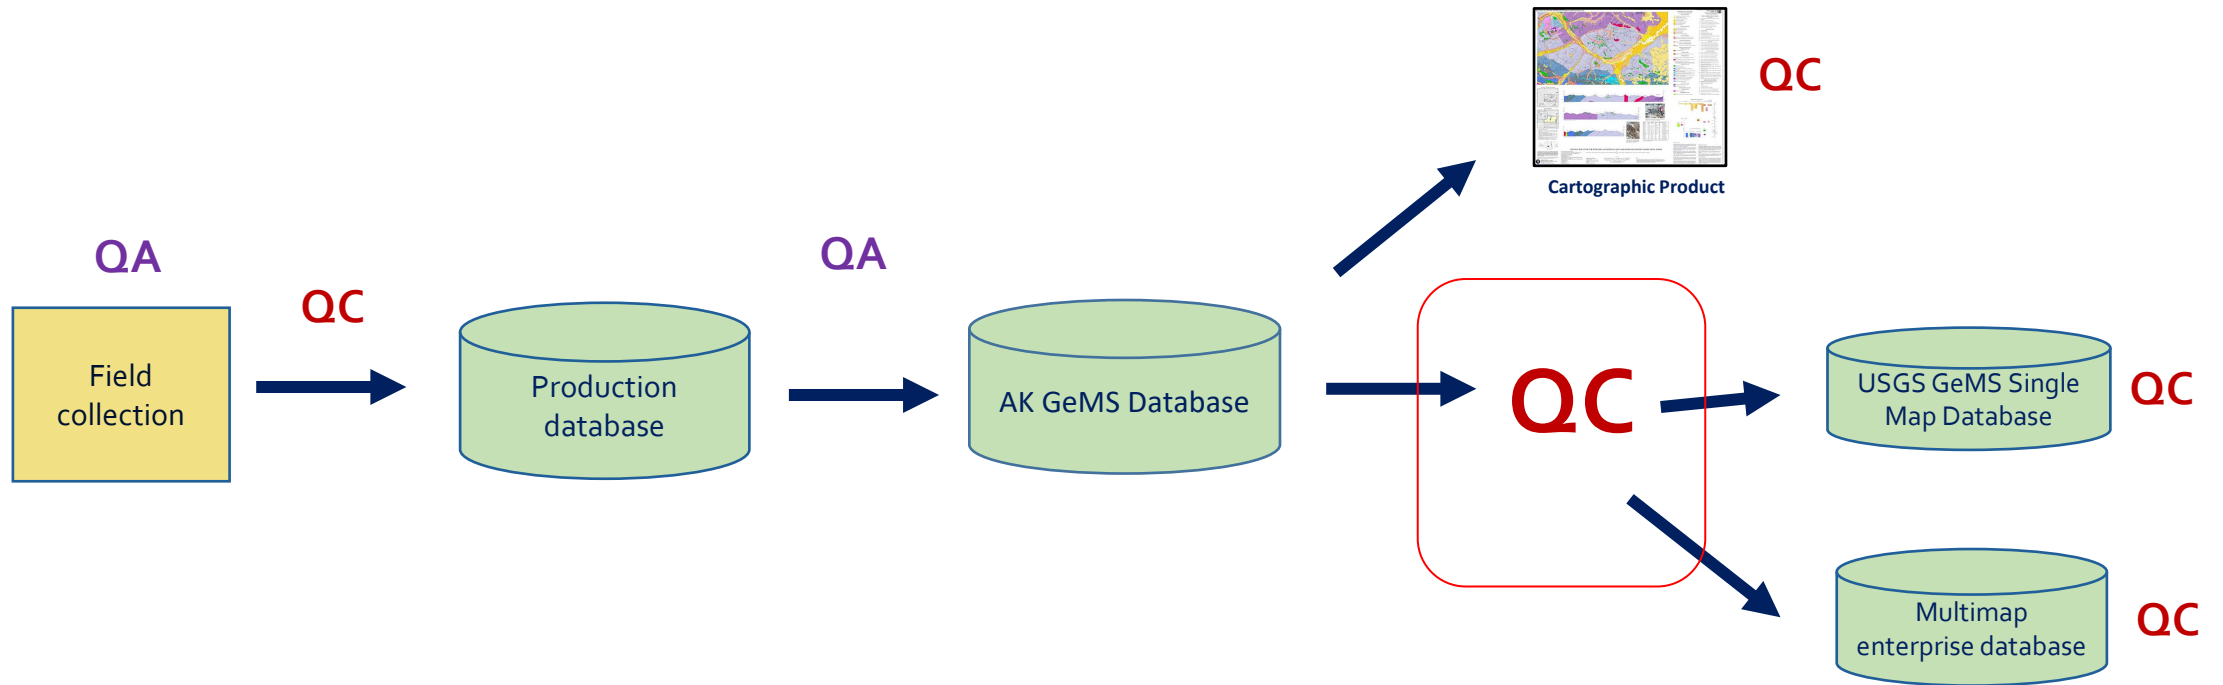 QC
Cartographic Product
QA
QC
QA
Field
collection
Production
database
AK GeMS Database
QC
USGS GeMS Single
Map Database
QC
Multimap
enterprise database
QC